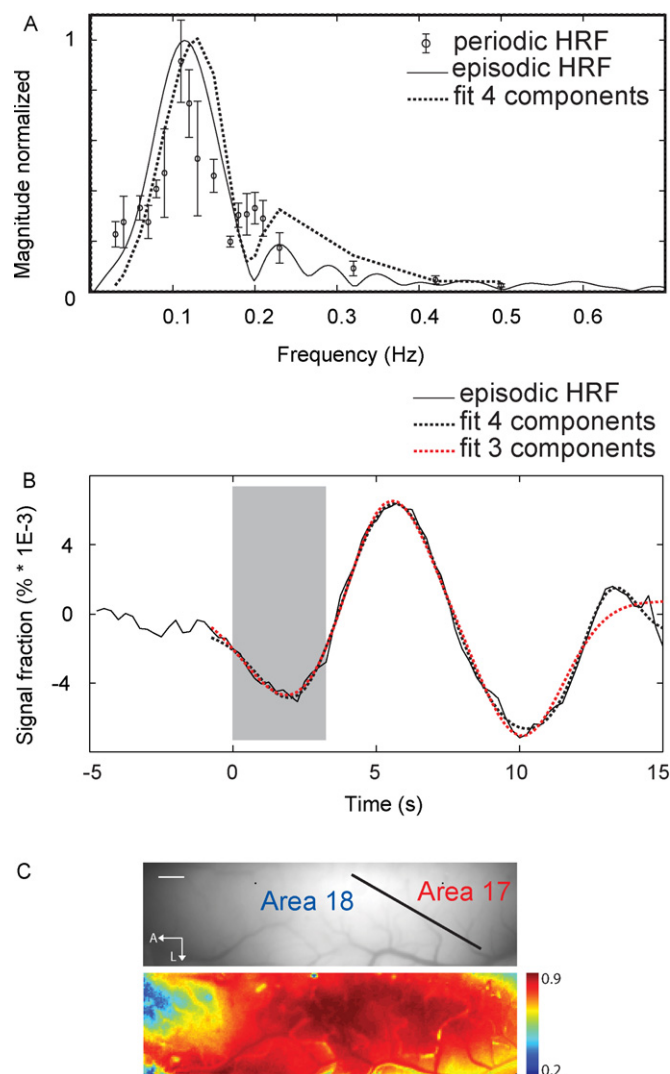 A
1
periodic HRF
episodic HRF
fit 4 components
Magnitude normalized
0
0.1 0.2 0.3 0.4 0.5 0.6
Frequency (Hz)
episodic HRF
fit 4 components
fit 3 components
B
4
0
-4
Signal fraction (% * 1E-3)
-5 0 5 10 15
Time (s)
C
Area 18
Area 17
A
L
0.9
0.2